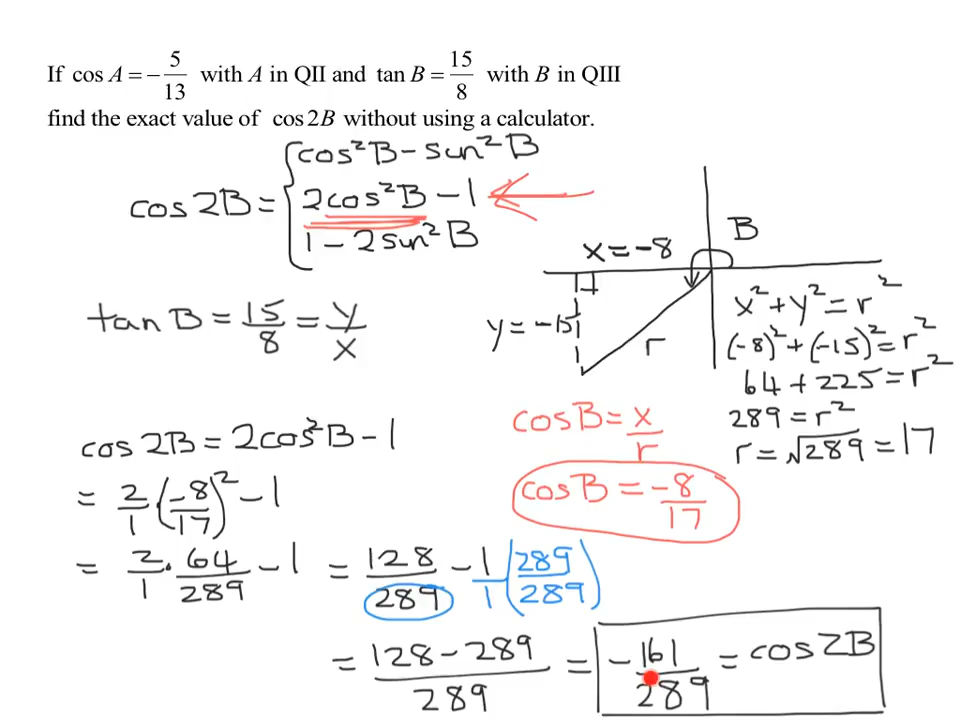 If cos A = −5/13 with A in QII and tan B = 15/8 with B in QIII
find the exact value of cos 2B without using a calculator.
cos 2B = { cos²B − sin²B
2cos²B − 1
1 − 2sin²B
B
x = −8
y = −15
r
tan B = 15/8 = y/x
x² + y² = r²
(−8)² + (−15)² = r²
64 + 225 = r²
289 = r²
r = √289 = 17
cos B = x/r
cos B = −8/17
cos 2B = 2cos²B − 1
= 2/1 (−8/17)² − 1
= 2/1 · 64/289 − 1 = 128/289 − 1/1 (289/289)
= 128 − 289/289 = −161/289 = cos 2B